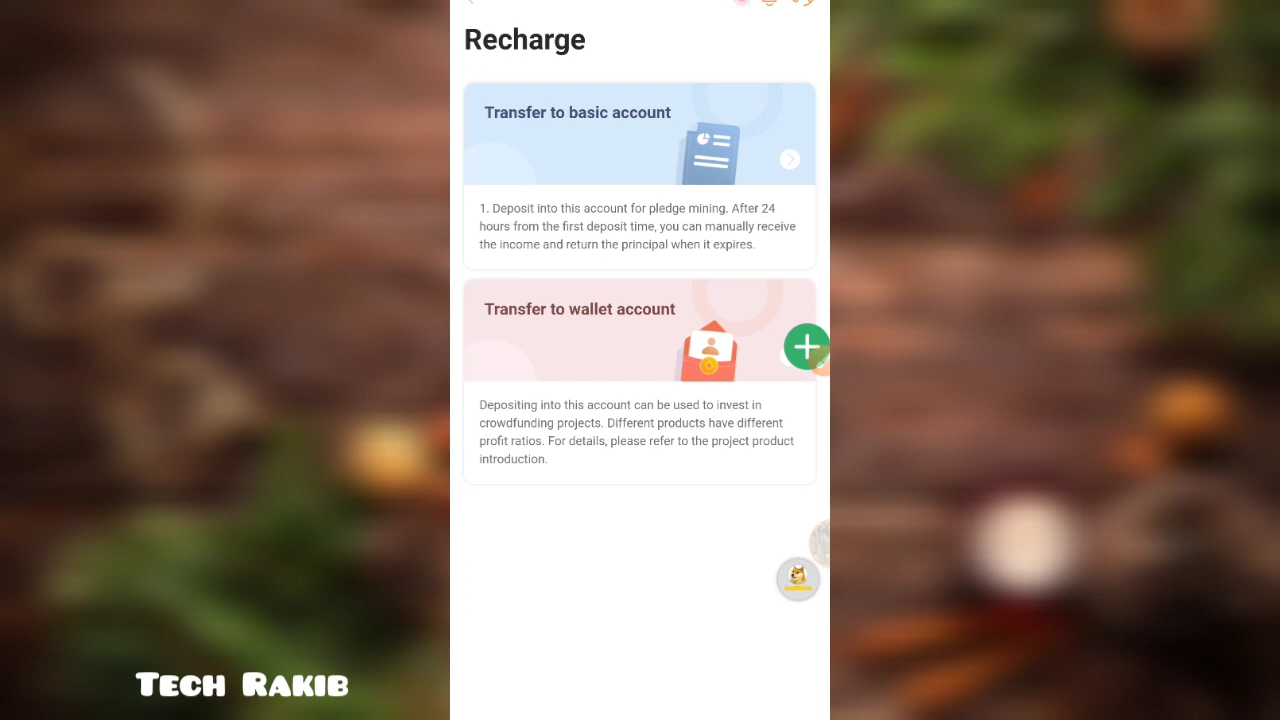 Recharge
Transfer to basic account
1. Deposit into this account for pledge mining. After 24
hours from the first deposit time, you can manually receive
the income and return the principal when it expires.
Transfer to wallet account
Depositing into this account can be used to invest in
crowdfunding projects. Different products have different
profit ratios. For details, please refer to the project product
introduction.
Tech Rakib